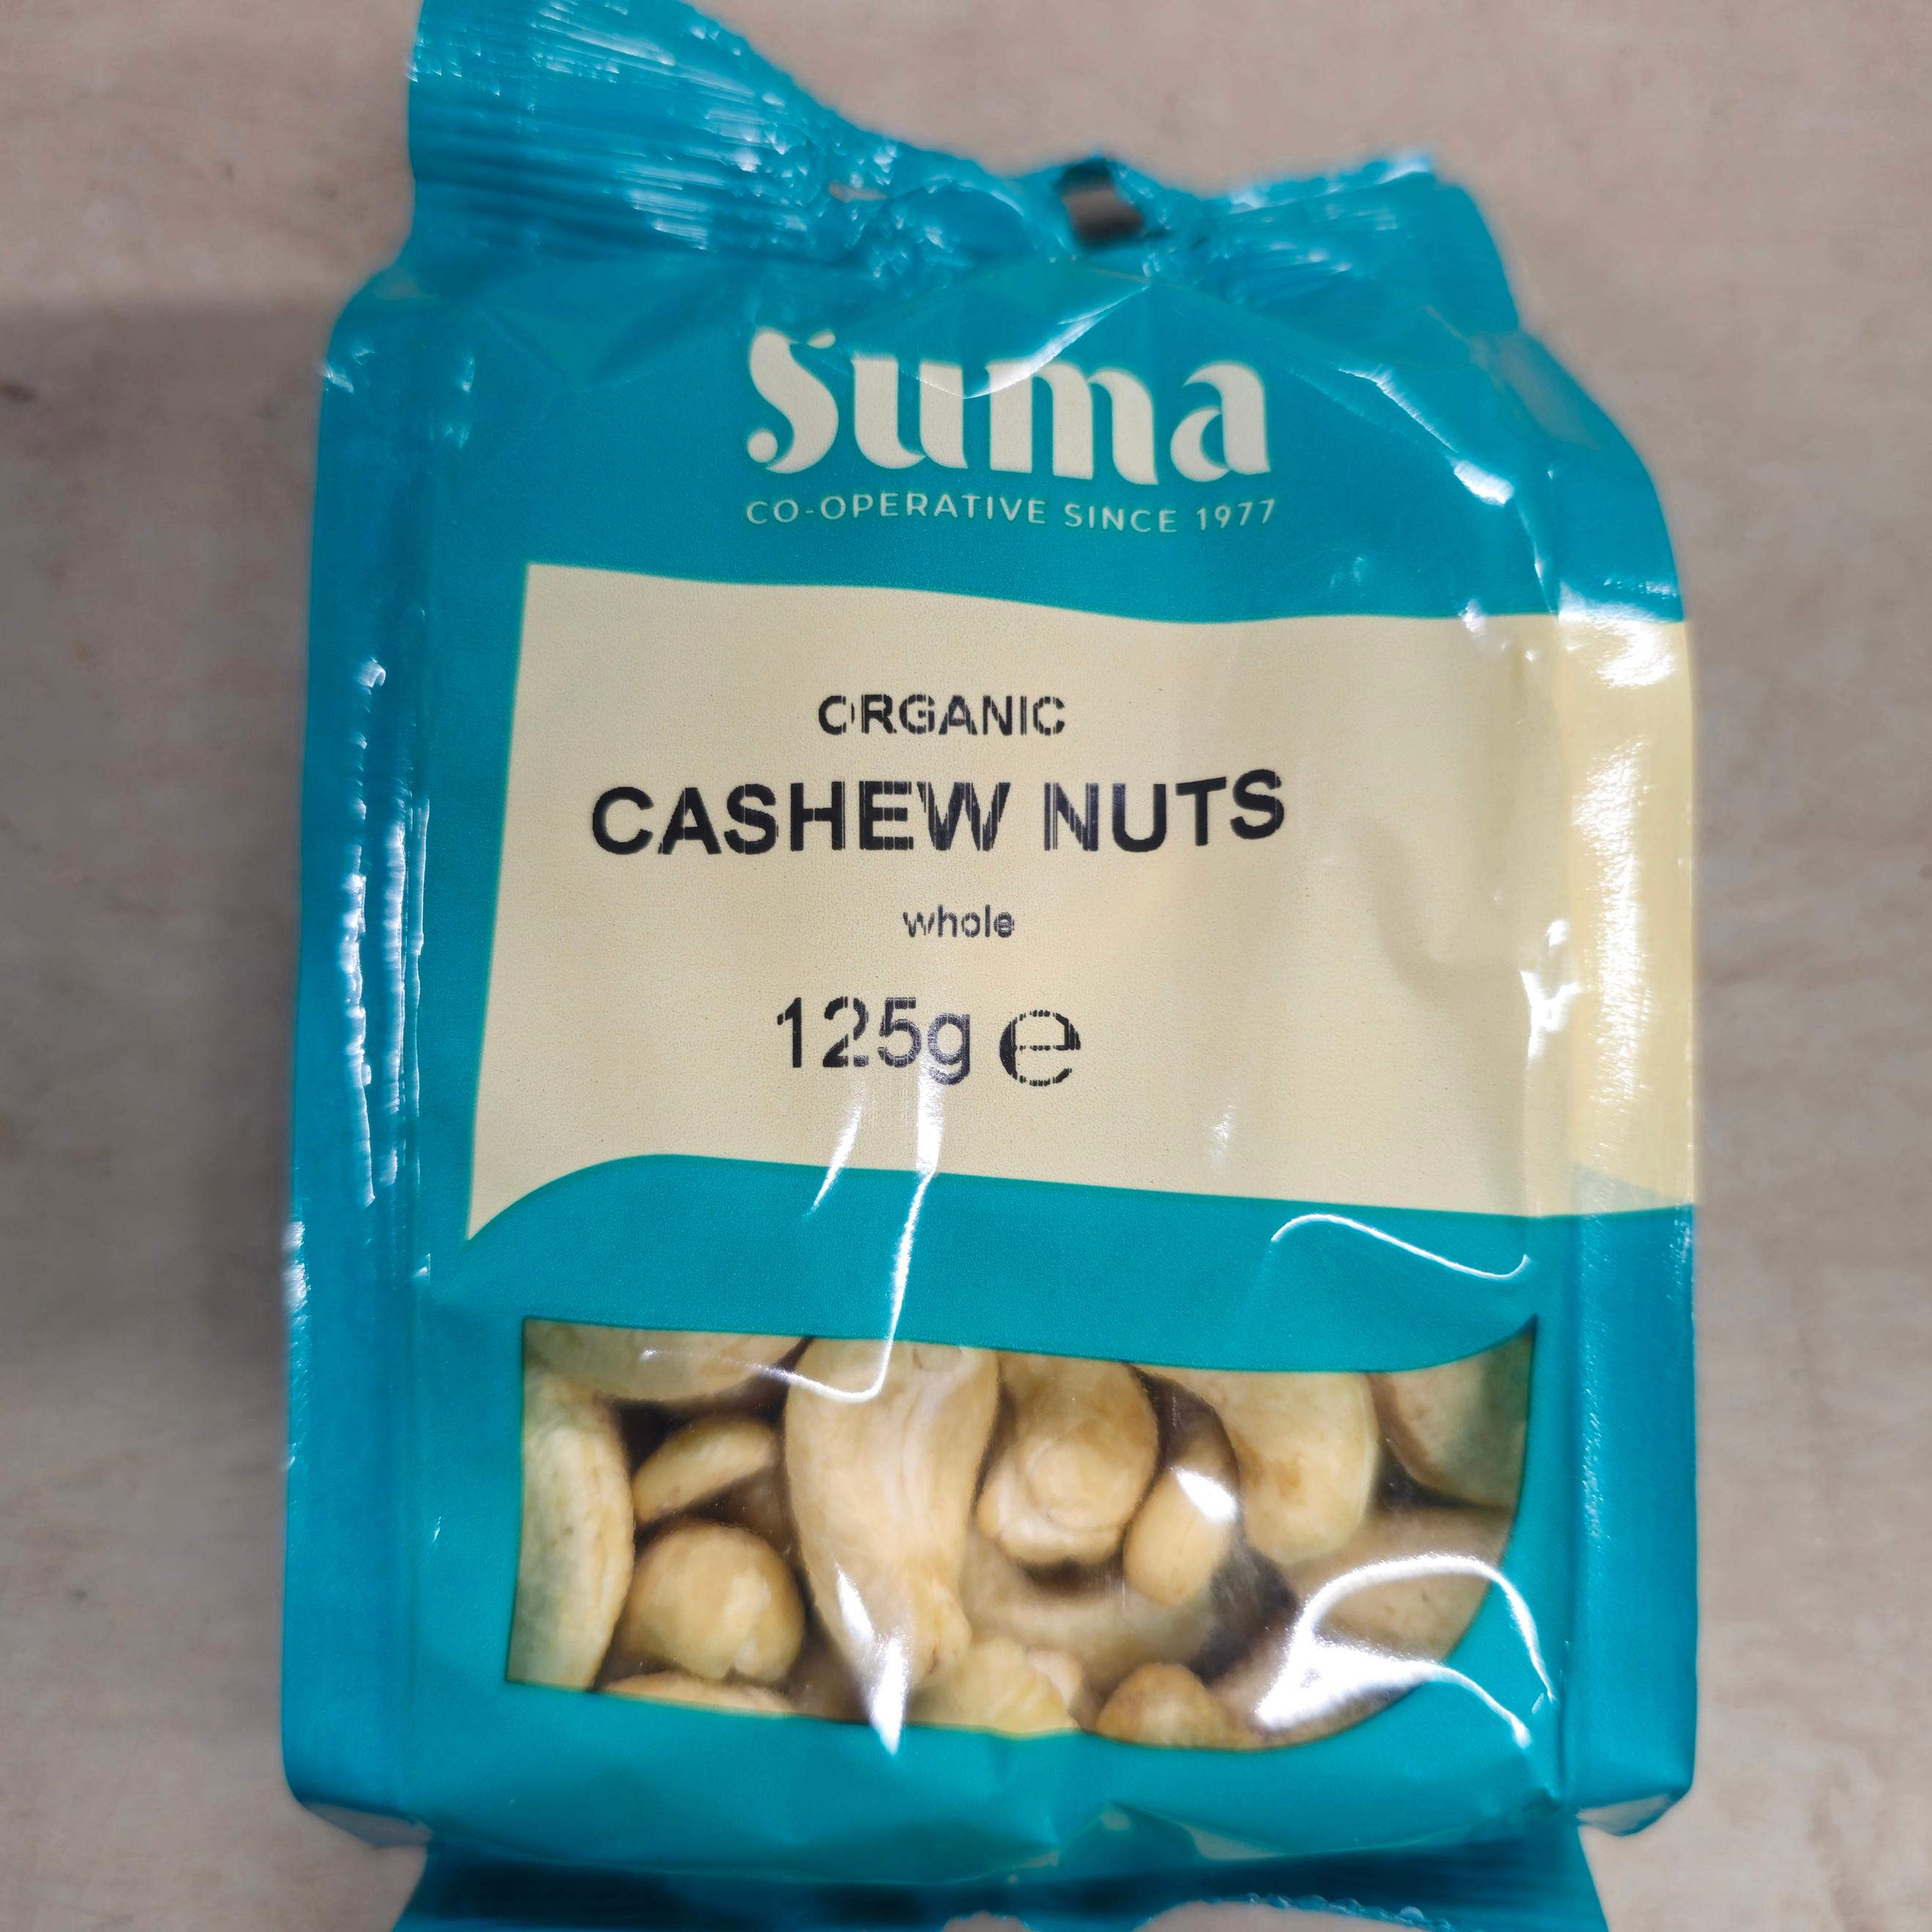 Suma
CO-OPERATIVE SINCE 1977
ORGANIC
CASHEW NUTS
whole
125g ℮